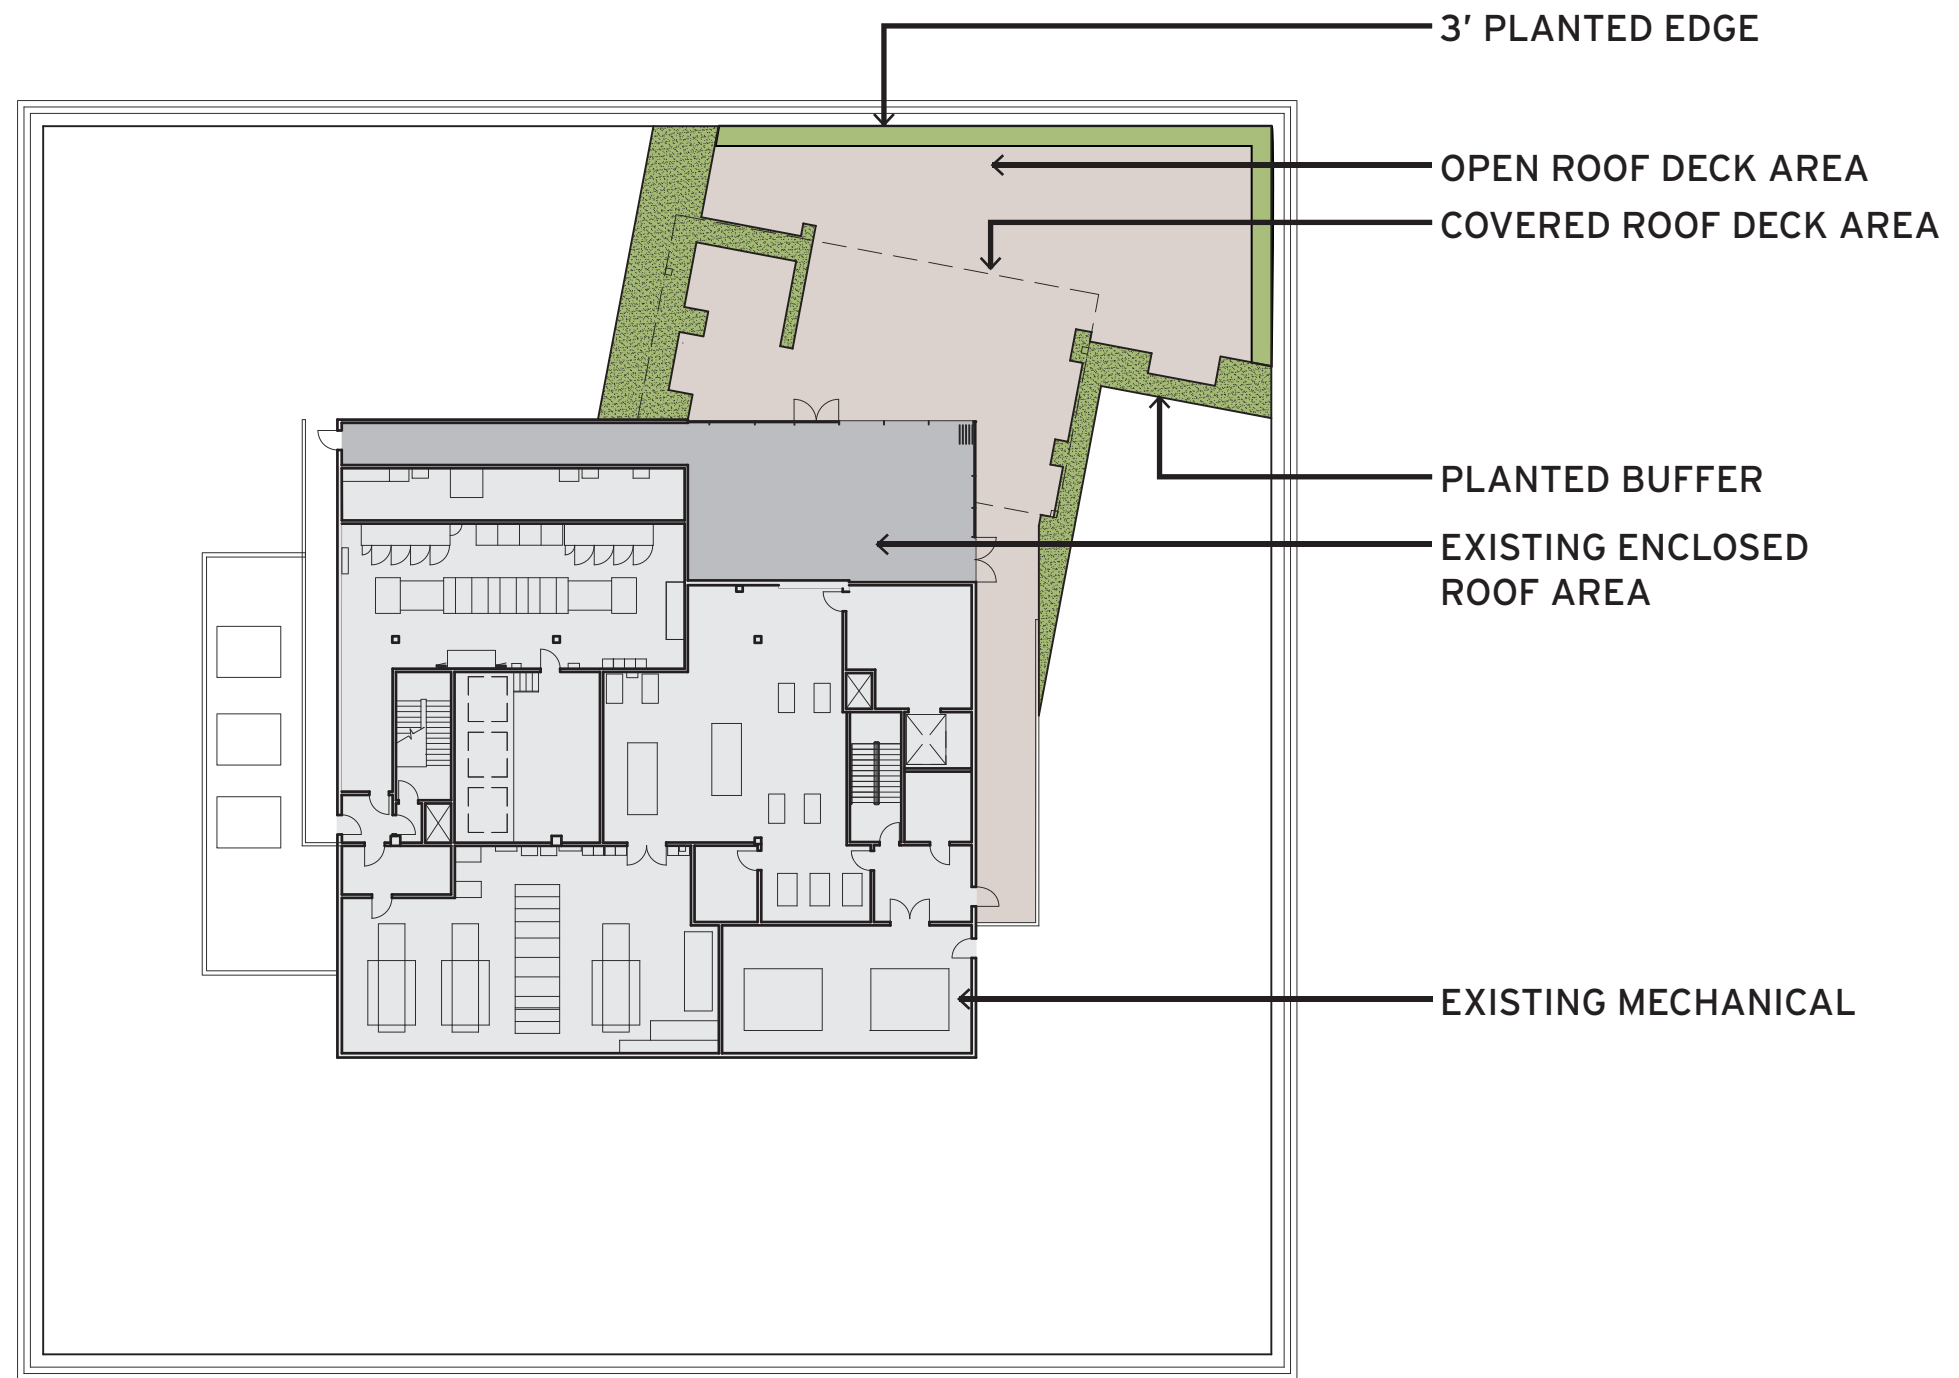 3' PLANTED EDGE
OPEN ROOF DECK AREA
COVERED ROOF DECK AREA
PLANTED BUFFER
EXISTING ENCLOSED
ROOF AREA
EXISTING MECHANICAL